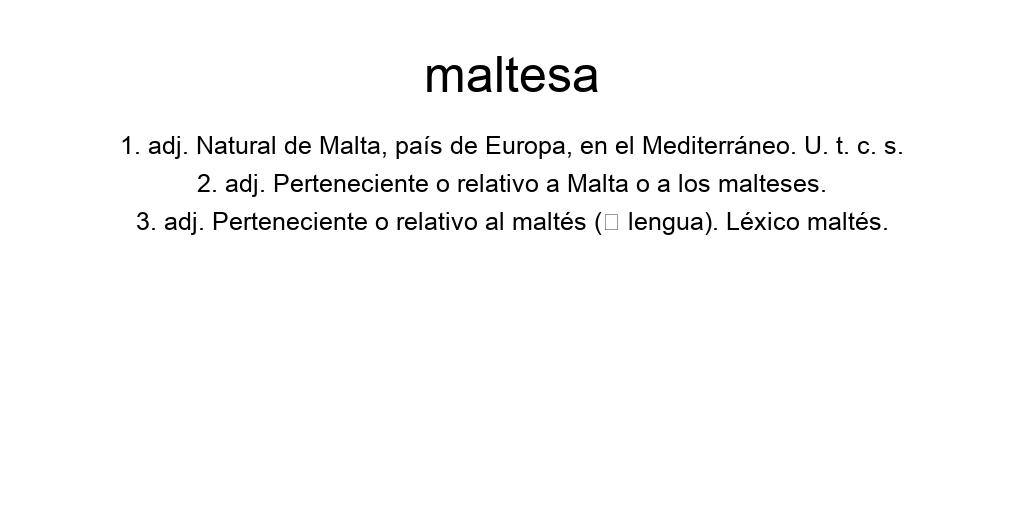 maltesa
1. adj. Natural de Malta, país de Europa, en el Mediterráneo. U. t. c. s.
2. adj. Perteneciente o relativo a Malta o a los malteses.
3. adj. Perteneciente o relativo al maltés (□ lengua). Léxico maltés.